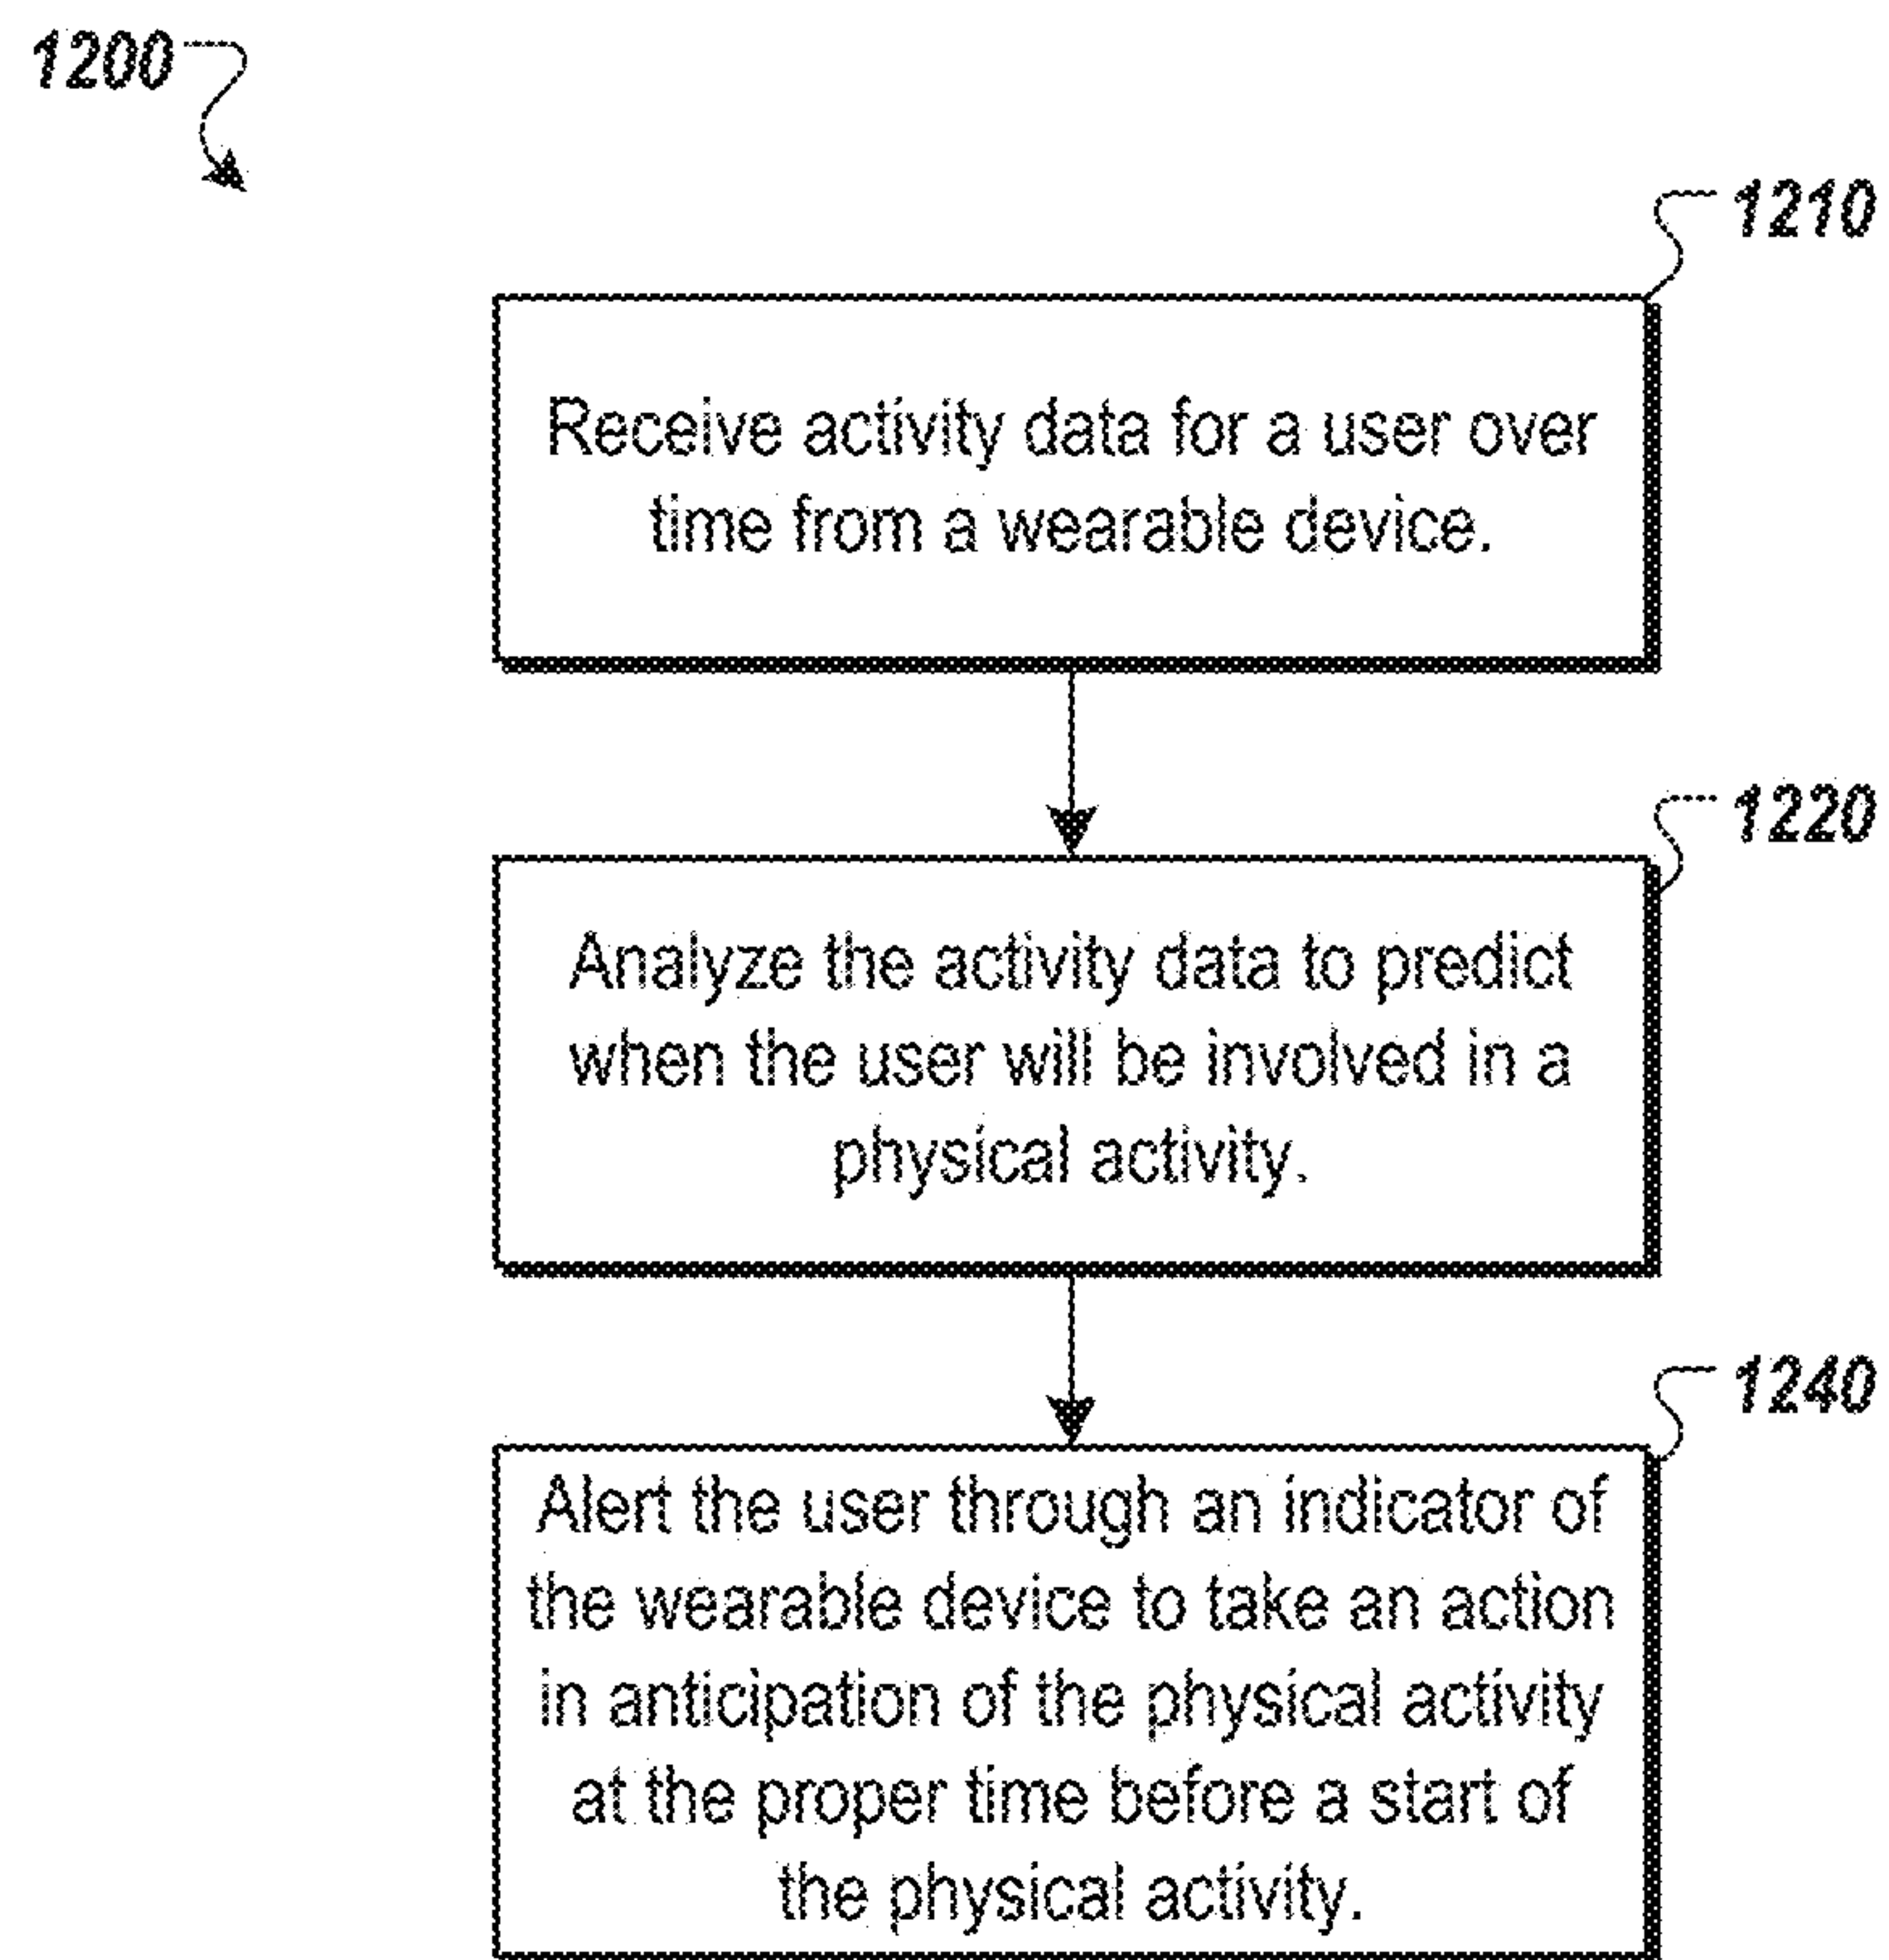 1200
1210
Receive activity data for a user over
time from a wearable device.
1220
Analyze the activity data to predict
when the user will be involved in a
physical activity.
1240
Alert the user through an indicator of
the wearable device to take an action
in anticipation of the physical activity
at the proper time before a start of
the physical activity.